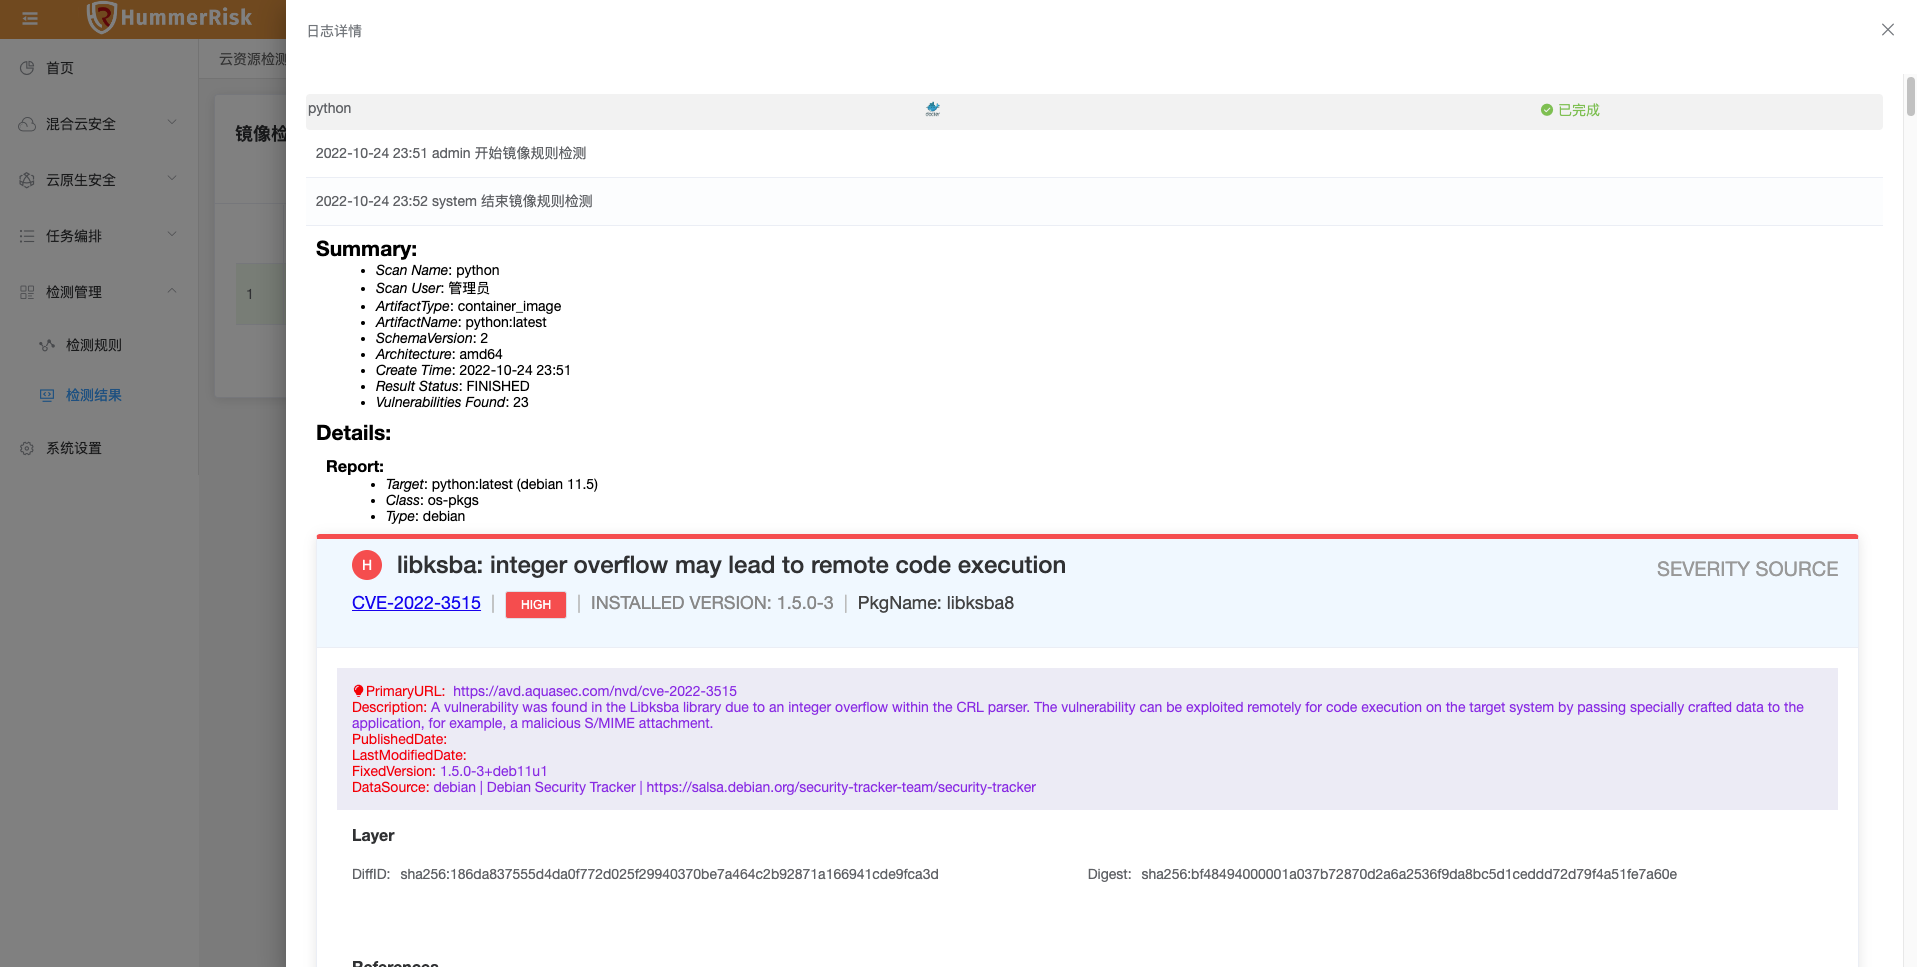 HummerRisk
日志详情
首页
云资源检测
python
已完成
混合云安全
镜像检
2022-10-24 23:51 admin 开始镜像规则检测
云原生安全
2022-10-24 23:52 system 结束镜像规则检测
任务编排
Summary:
Scan Name: python
Scan User: 管理员
检测管理
1
ArtifactType: container_image
ArtifactName: python:latest
SchemaVersion: 2
检测规则
Architecture: amd64
Create Time: 2022-10-24 23:51
Result Status: FINISHED
检测结果
Vulnerabilities Found: 23
Details:
系统设置
Report:
Target: python:latest (debian 11.5)
Class: os-pkgs
Type: debian
H libksba: integer overflow may lead to remote code execution
SEVERITY SOURCE
CVE-2022-3515 | HIGH | INSTALLED VERSION: 1.5.0-3 | PkgName: libksba8
PrimaryURL: https://avd.aquasec.com/nvd/cve-2022-3515
Description: A vulnerability was found in the Libksba library due to an integer overflow within the CRL parser. The vulnerability can be exploited remotely for code execution on the target system by passing specially crafted data to the
application, for example, a malicious S/MIME attachment.
PublishedDate:
LastModifiedDate:
FixedVersion: 1.5.0-3+deb11u1
DataSource: debian | Debian Security Tracker | https://salsa.debian.org/security-tracker-team/security-tracker
Layer
DiffID: sha256:186da837555d4da0f772d025f29940370be7a464c2b92871a166941cde9fca3d
Digest: sha256:bf48494000001a037b72870d2a6a2536f9da8bc5d1ceddd72d79f4a51fe7a60e
References